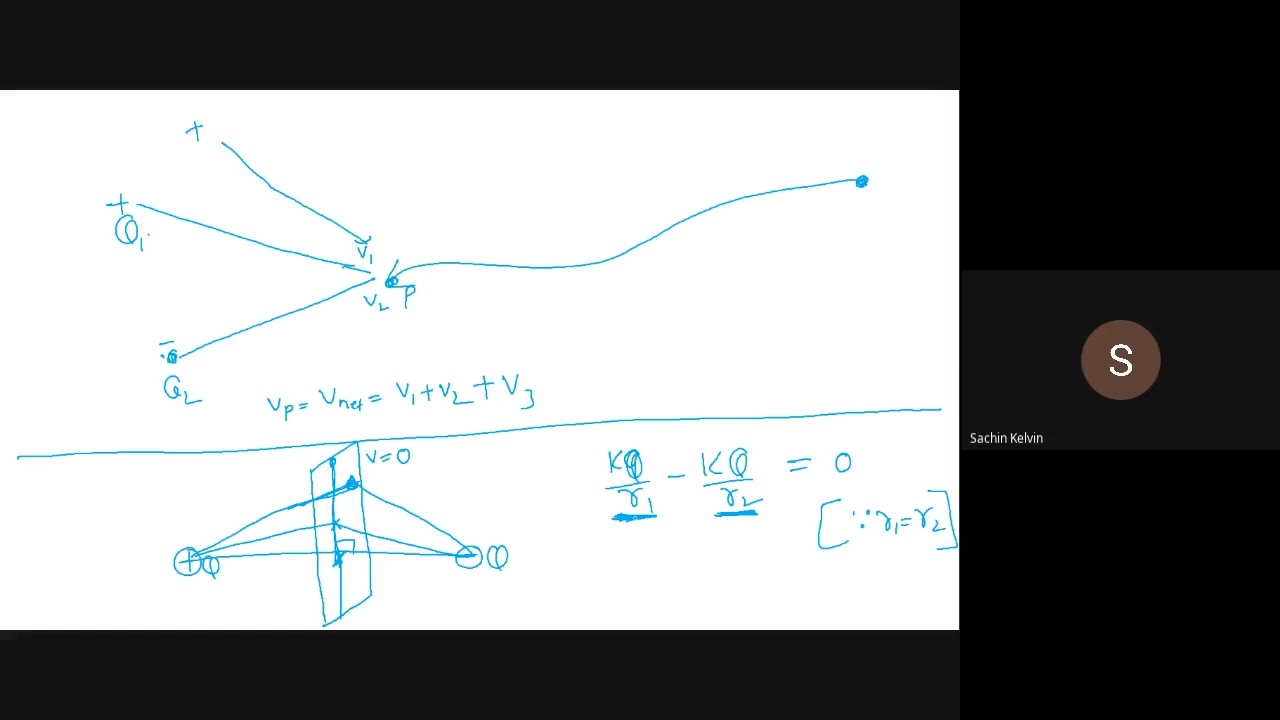 +
+
Q₁
V₁
V₂ P
−
Q₂
Vp = Vnet = V₁ + V₂ + V₃
V=0
KQ/r₁ − KQ/r₂ = 0
[∵ r₁ = r₂]
+ Q
− Q
S
Sachin Kelvin